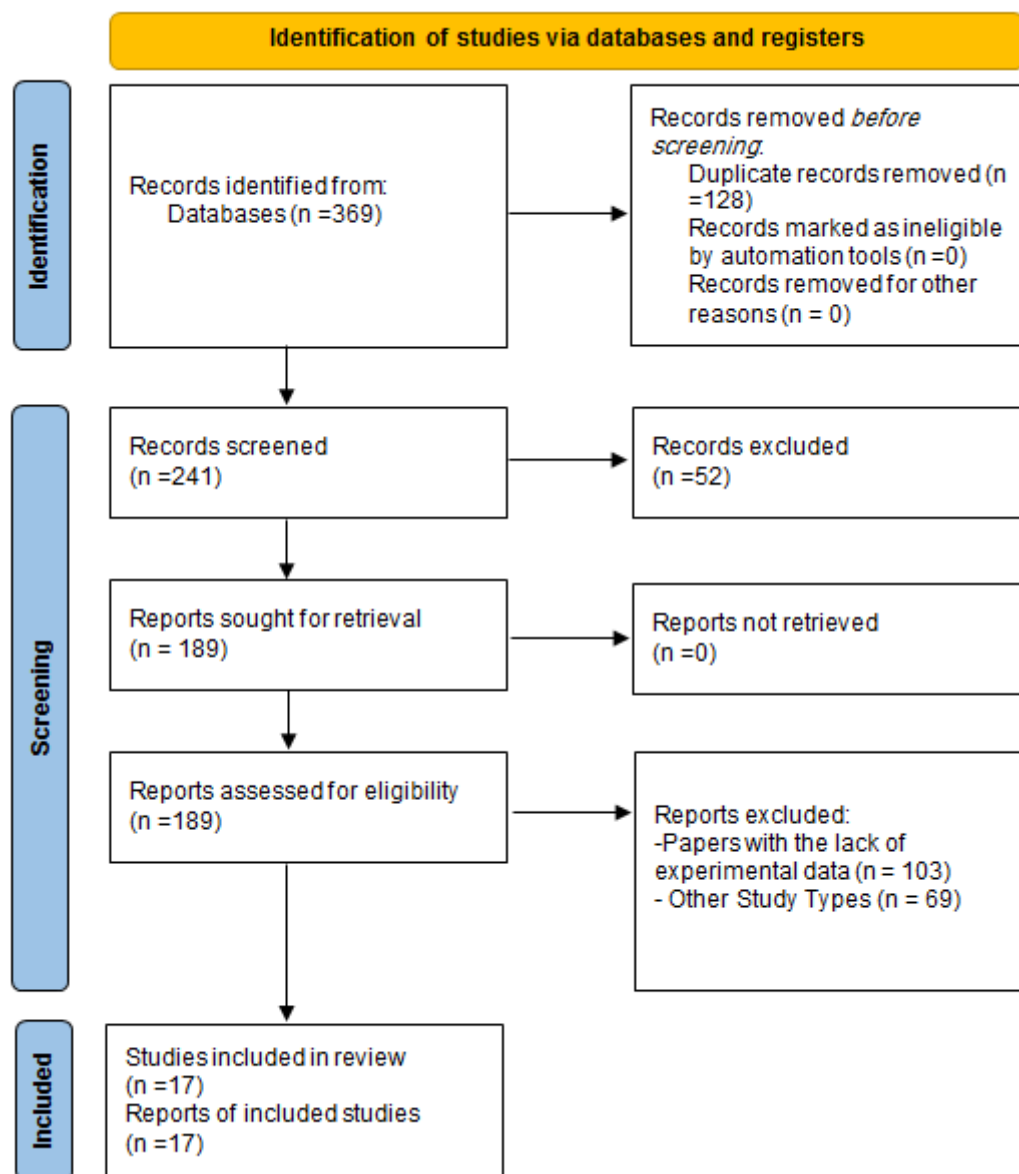 Identification of studies via databases and registers
Identification
Records identified from:
Databases (n =369)
Records removed before
screening:
Duplicate records removed (n
=128)
Records marked as ineligible
by automation tools (n =0)
Records removed for other
reasons (n = 0)
Screening
Records screened
(n =241)
Records excluded
(n =52)
Reports sought for retrieval
(n = 189)
Reports not retrieved
(n =0)
Reports assessed for eligibility
(n =189)
Reports excluded:
-Papers with the lack of
experimental data (n = 103)
- Other Study Types (n = 69)
Included
Studies included in review
(n =17)
Reports of included studies
(n =17)